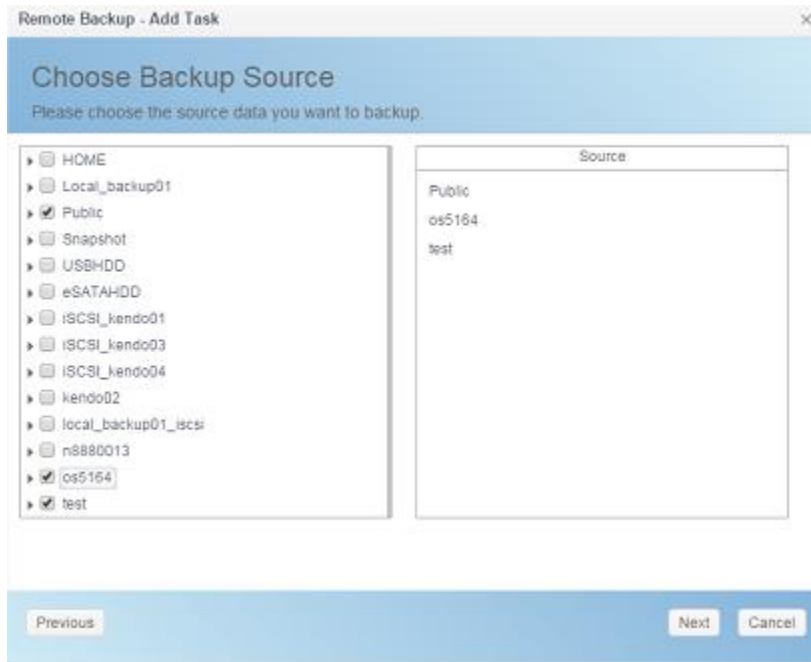 Remote Backup - Add Task
Choose Backup Source
Please choose the source data you want to backup.
HOME
Local_backup01
Public
Snapshot
USBHDD
eSATAHDD
iSCSI_kendo01
iSCSI_kendo03
iSCSI_kendo04
kendo02
local_backup01_iscsi
n8880013
os5164
test
Source
Public
os5164
test
Previous
Next
Cancel